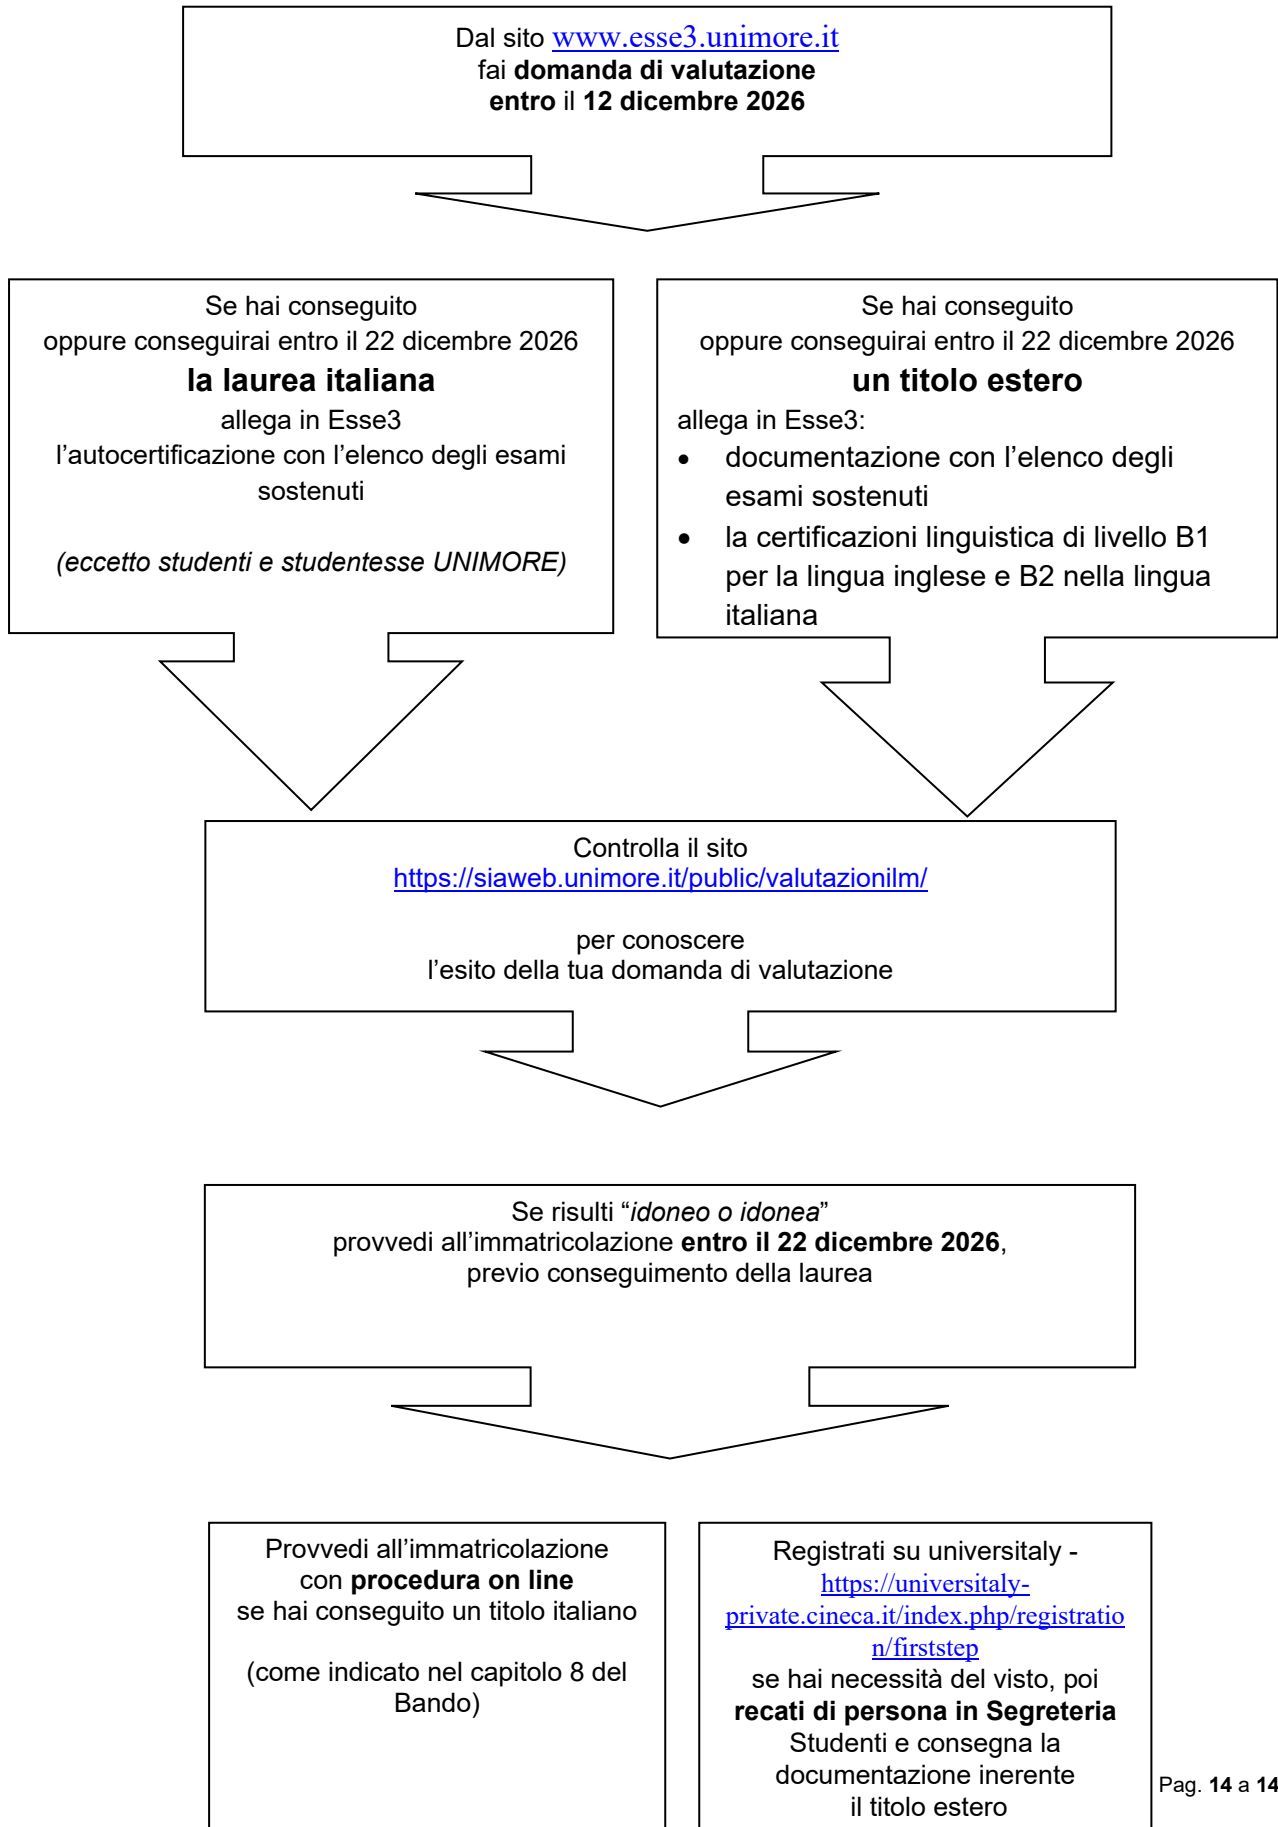 Dal sito www.esse3.unimore.it
fai domanda di valutazione
entro il 12 dicembre 2026
Se hai conseguito
oppure conseguirai entro il 22 dicembre 2026
la laurea italiana
allega in Esse3
l’autocertificazione con l’elenco degli esami
sostenuti
(eccetto studenti e studentesse UNIMORE)
Se hai conseguito
oppure conseguirai entro il 22 dicembre 2026
un titolo estero
allega in Esse3:
• documentazione con l’elenco degli
esami sostenuti
• la certificazioni linguistica di livello B1
per la lingua inglese e B2 nella lingua
italiana
Controlla il sito
https://siaweb.unimore.it/public/valutazionilm/
per conoscere
l’esito della tua domanda di valutazione
Se risulti “idoneo o idonea”
provvedi all’immatricolazione entro il 22 dicembre 2026,
previo conseguimento della laurea
Provvedi all’immatricolazione
con procedura on line
se hai conseguito un titolo italiano
(come indicato nel capitolo 8 del
Bando)
Registrati su universitaly -
https://universitaly-
private.cineca.it/index.php/registratio
n/firststep
se hai necessità del visto, poi
recati di persona in Segreteria
Studenti e consegna la
documentazione inerente
il titolo estero
Pag. 14 a 14